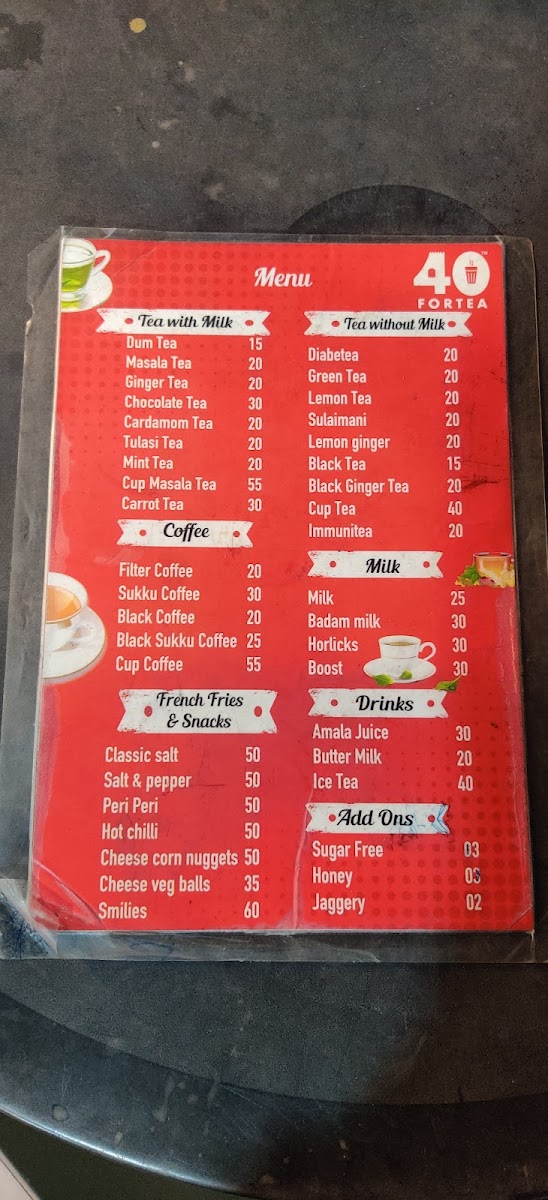 Menu
40
TM
FORTEA
Tea with Milk
Dum Tea 15
Masala Tea 20
Ginger Tea 20
Chocolate Tea 30
Cardamom Tea 20
Tulasi Tea 20
Mint Tea 20
Cup Masala Tea 55
Carrot Tea 30
Coffee
Filter Coffee 20
Sukku Coffee 30
Black Coffee 20
Black Sukku Coffee 25
Cup Coffee 55
French Fries
& Snacks
Classic salt 50
Salt & pepper 50
Peri Peri 50
Hot chilli 50
Cheese corn nuggets 50
Cheese veg balls 35
Smilies 60
Tea without Milk
Diabetea 20
Green Tea 20
Lemon Tea 20
Sulaimani 20
Lemon ginger 20
Black Tea 15
Black Ginger Tea 20
Cup Tea 40
Immunitea 20
Milk
Milk 25
Badam milk 30
Horlicks 30
Boost 30
Drinks
Amala Juice 30
Butter Milk 20
Ice Tea 40
Add Ons
Sugar Free 03
Honey
Jaggery 02